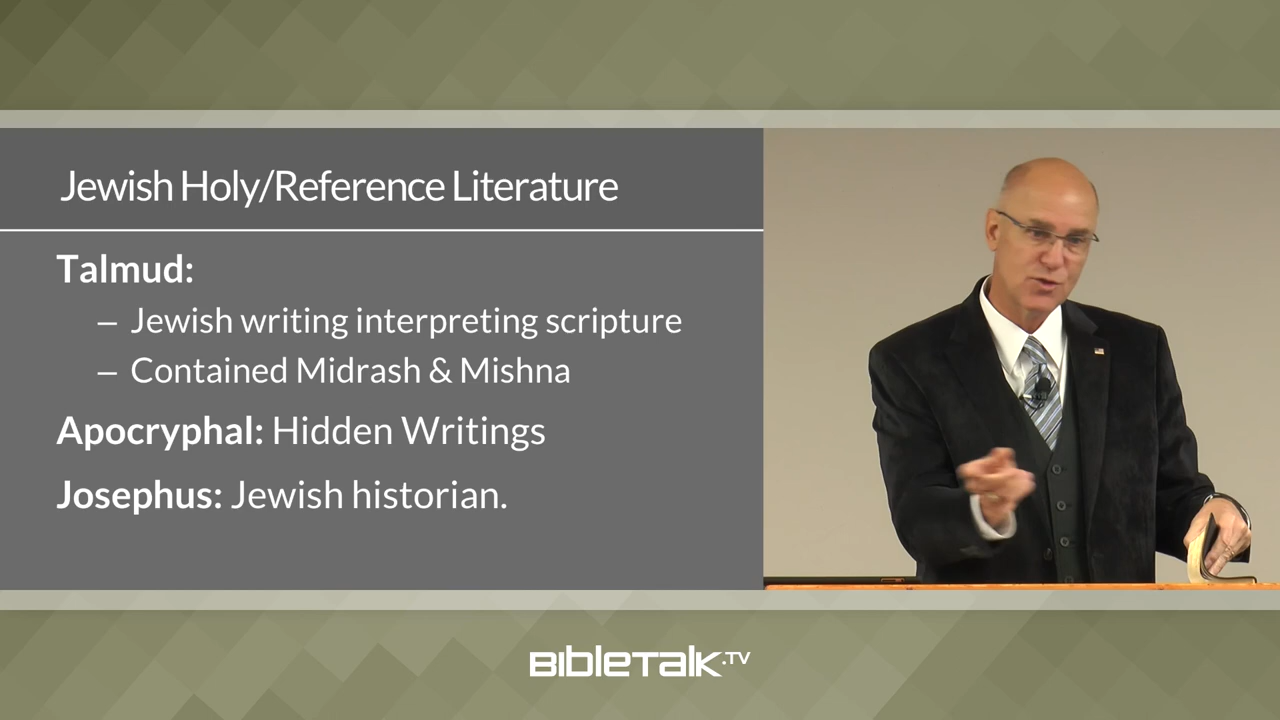 Jewish Holy/Reference Literature
Talmud:
– Jewish writing interpreting scripture
– Contained Midrash & Mishna
Apocryphal: Hidden Writings
Josephus: Jewish historian.
BibleTalk.TV